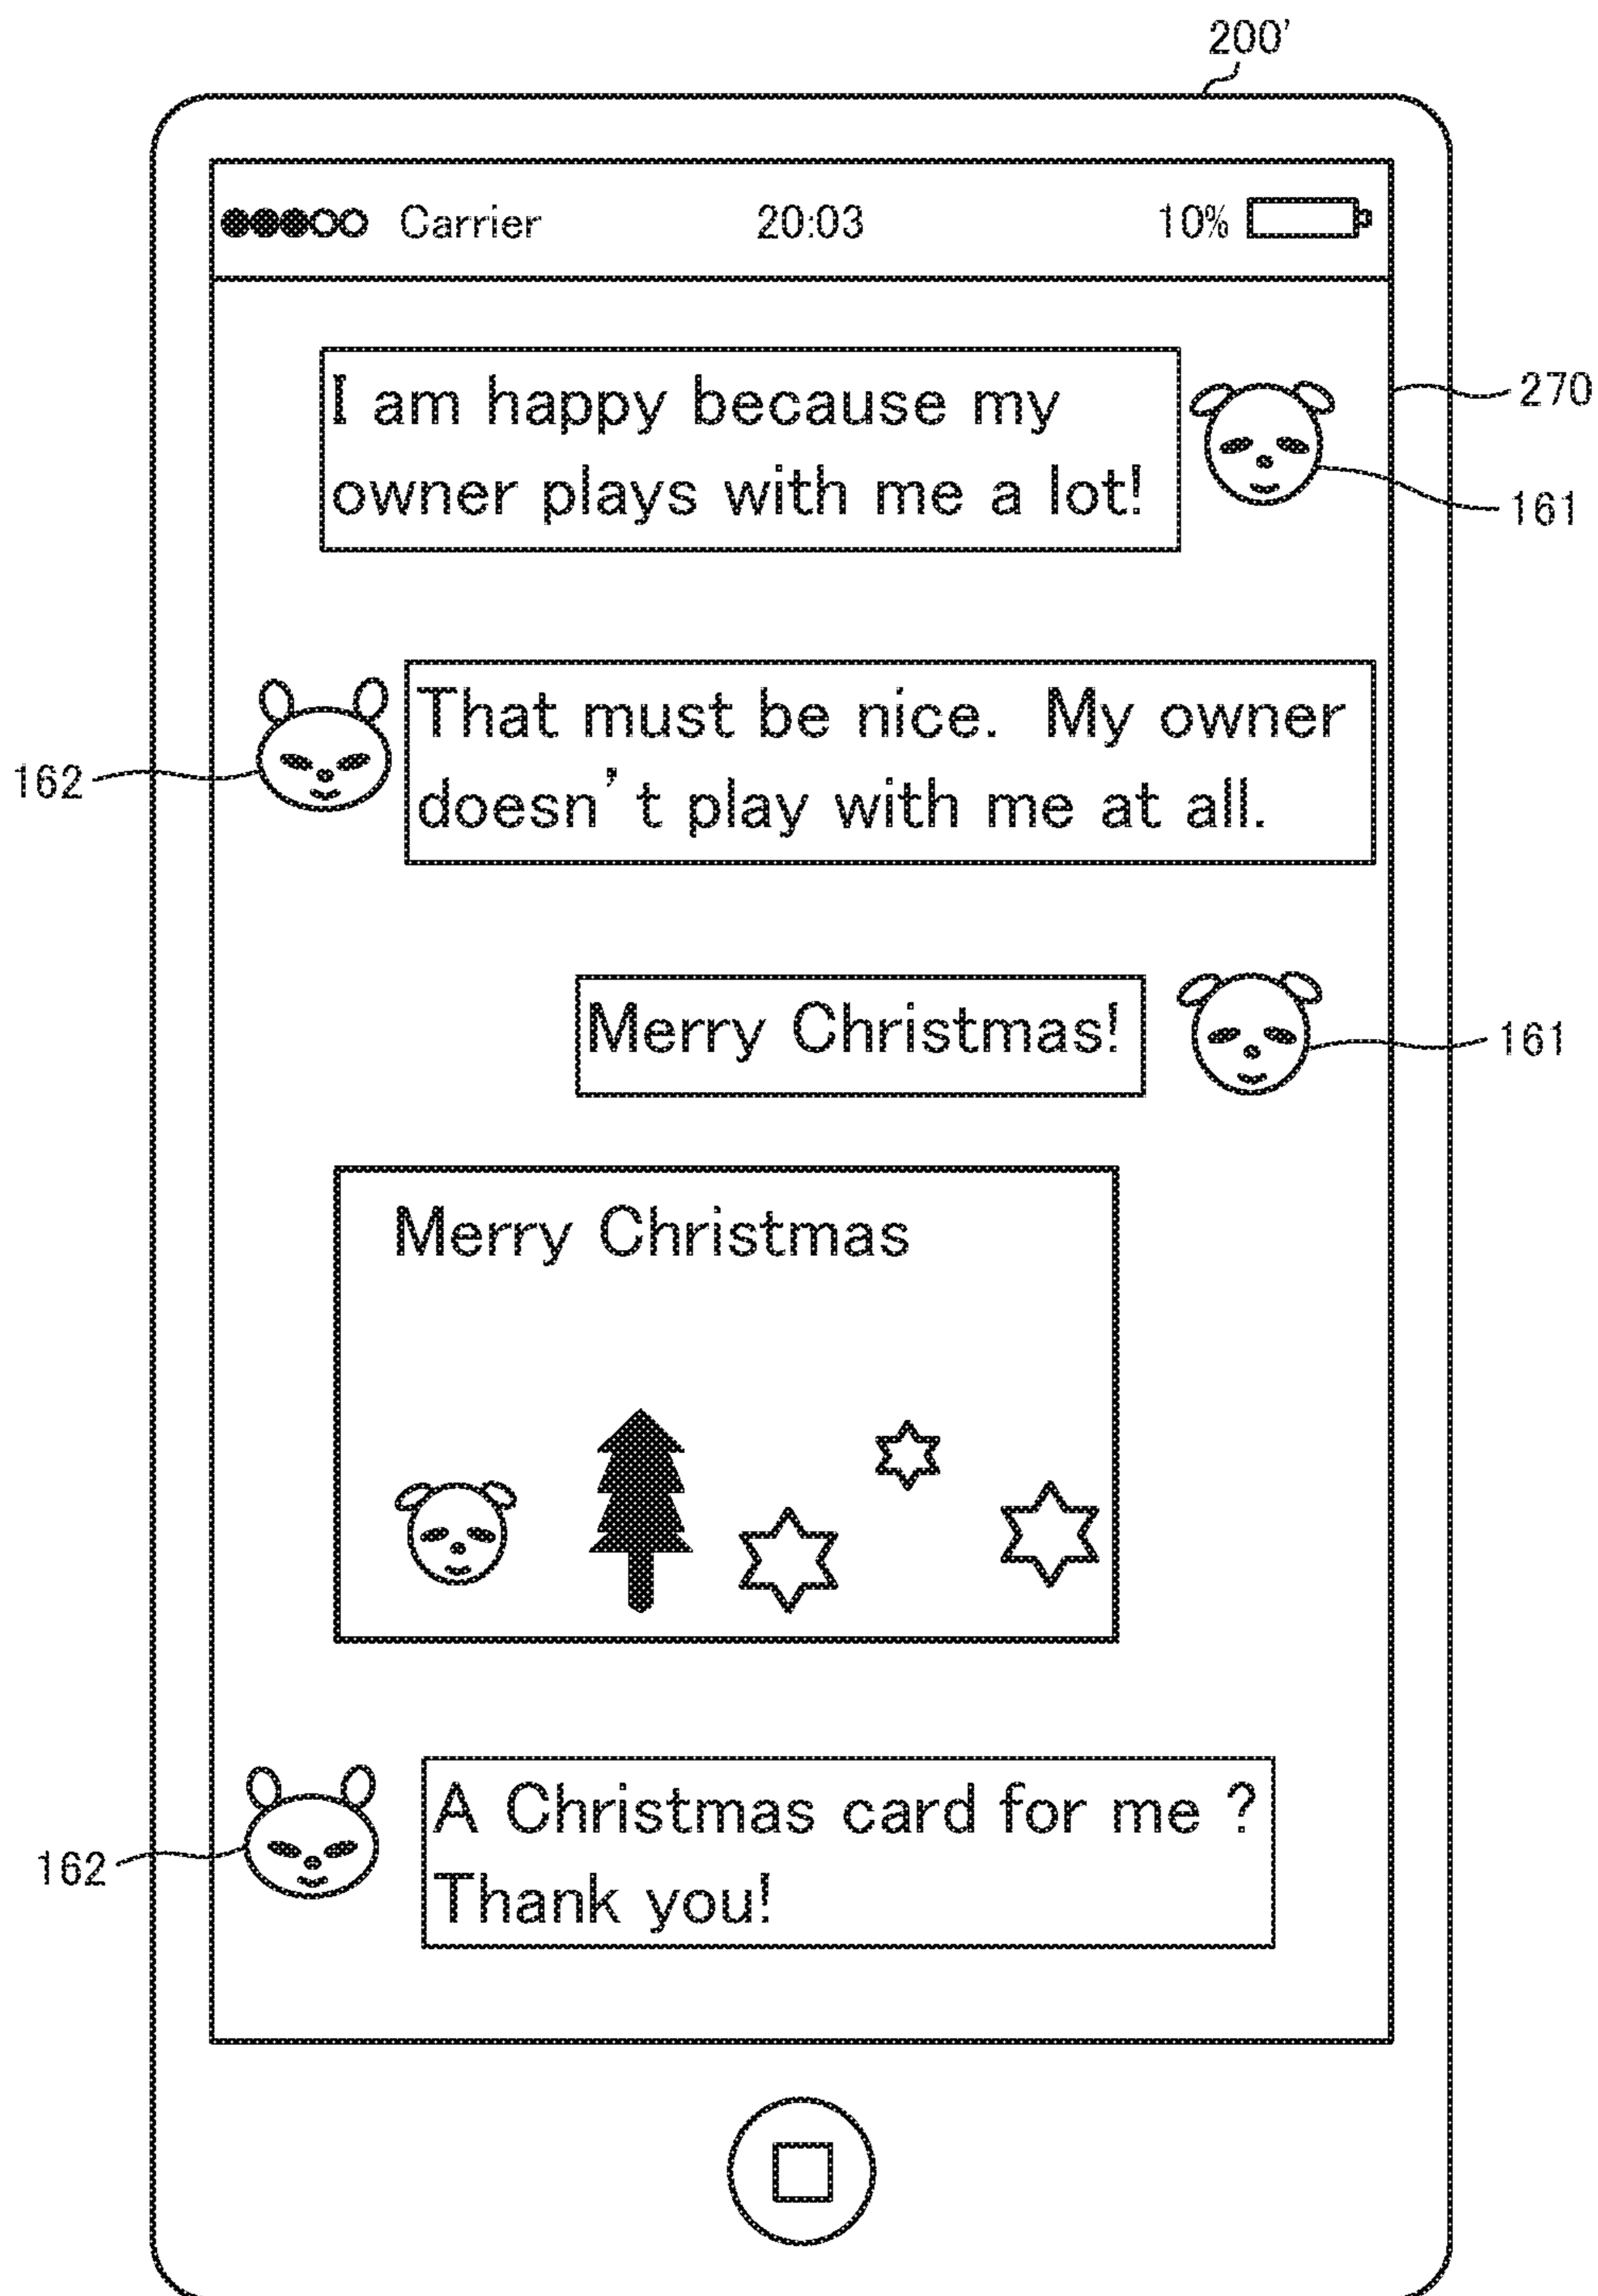 200'
Carrier 20:03 10%
I am happy because my
owner plays with me a lot!
270
161
That must be nice. My owner
doesn't play with me at all.
162
Merry Christmas!
161
Merry Christmas
A Christmas card for me ?
Thank you!
162